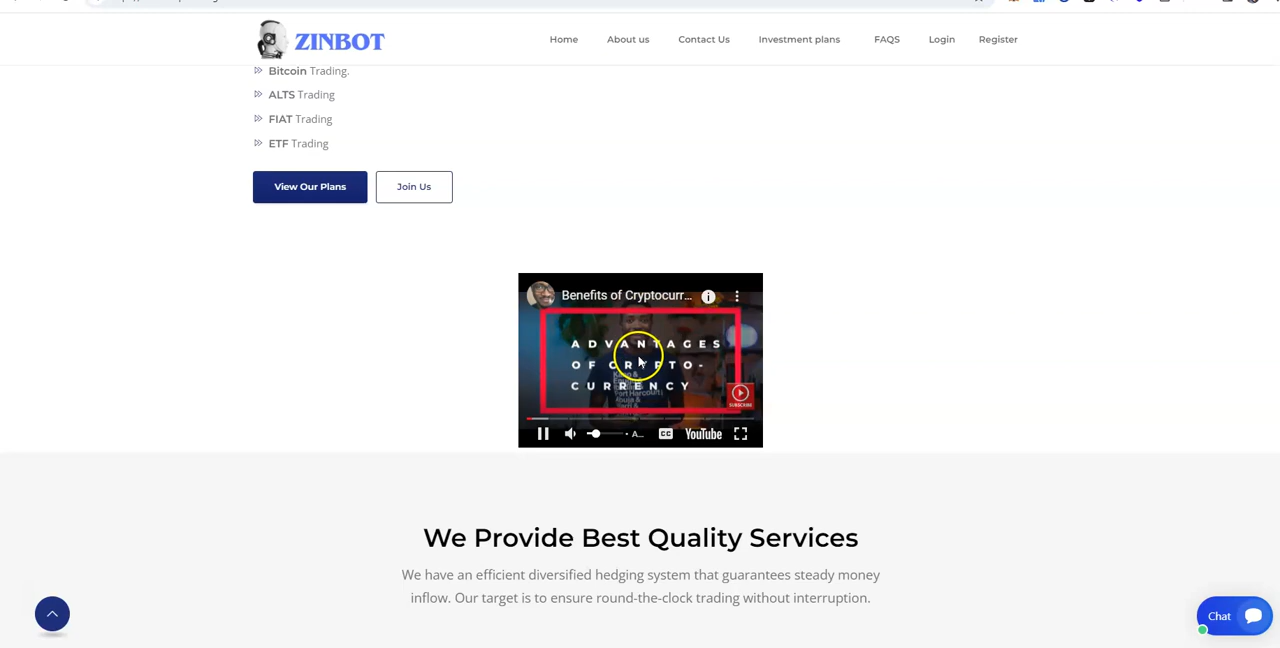 ZINBOT
Home About us Contact Us Investment plans FAQS Login Register
Bitcoin Trading.
ALTS Trading
FIAT Trading
ETF Trading
View Our Plans Join Us
Benefits of Cryptocurr...
ADVANTAGES
OF CRYPTO-
CURRENCY
SUBSCRIBE
A... CC YouTube
We Provide Best Quality Services
We have an efficient diversified hedging system that guarantees steady money
inflow. Our target is to ensure round-the-clock trading without interruption.
Chat